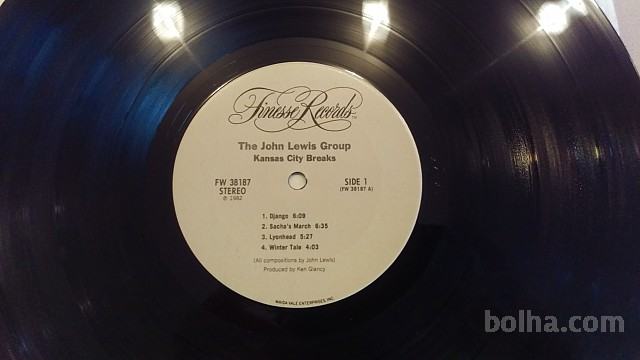 Finesse Records™
The John Lewis Group
Kansas City Breaks
FW 38187
STEREO
℗ 1982
SIDE 1
(FW 38187 A)
1. Django 6:09
2. Sacha's March 6:35
3. Lyonhead 5:27
4. Winter Tale 4:03
(All compositions by John Lewis)
Produced by Ken Glancy
MAIDA VALE ENTERPRISES, INC.
bolha.com/